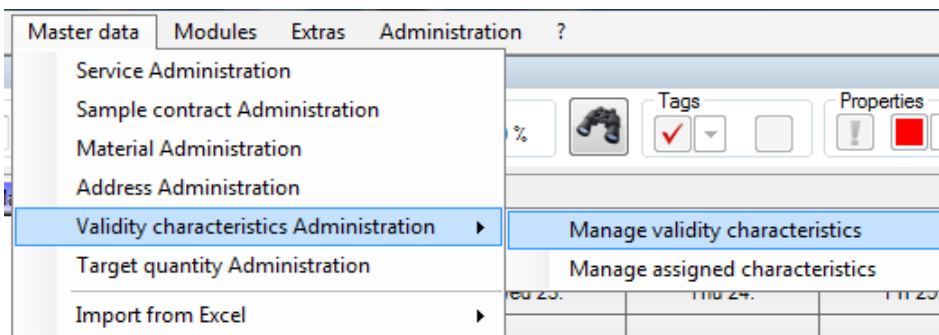 Master data Modules Extras Administration ?
Service Administration
Sample contract Administration
Material Administration
Address Administration
Validity characteristics Administration
Target quantity Administration
Import from Excel
Manage validity characteristics
Manage assigned characteristics
%
Tags
Properties
Thu 24.